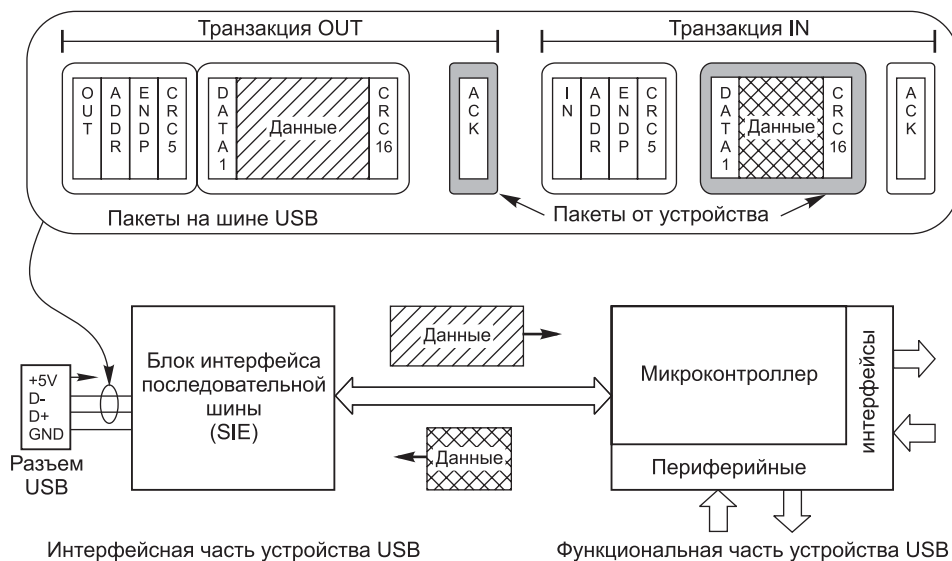 Транзакция OUT
Транзакция IN
OUT
ADDR
ENDP
CRC5
DATA1
Данные
CRC16
ACK
IN
ADDR
ENDP
CRC5
DATA1
Данные
CRC16
ACK
Пакеты на шине USB
Пакеты от устройства
+5V
D-
D+
GND
Разъем
USB
Блок интерфейса
последовательной
шины
(SIE)
Данные
Данные
Микроконтроллер
Периферийные
интерфейсы
Интерфейсная часть устройства USB
Функциональная часть устройства USB